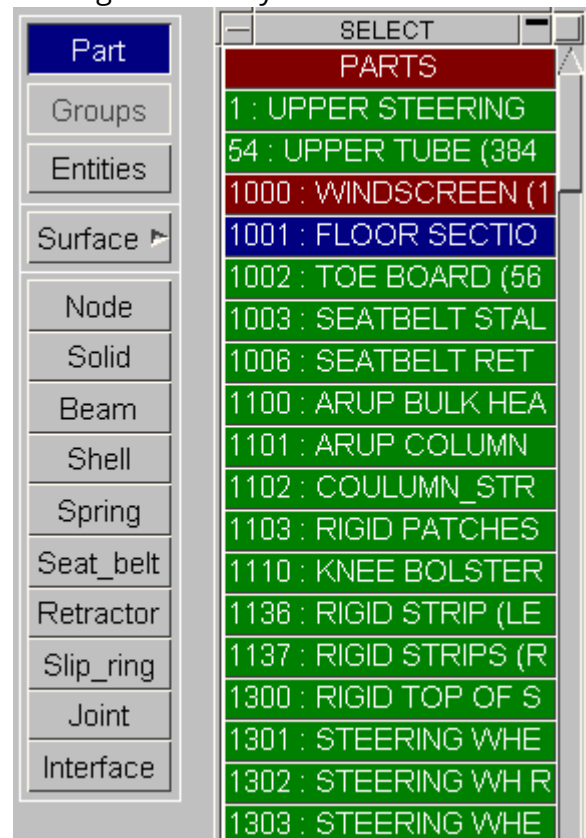 Part
Groups
Entities
Surface
Node
Solid
Beam
Shell
Spring
Seat_belt
Retractor
Slip_ring
Joint
Interface
SELECT
PARTS
1 : UPPER STEERING
54 : UPPER TUBE (384
1000 : WINDSCREEN (1
1001 : FLOOR SECTIO
1002 : TOE BOARD (56
1003 : SEATBELT STAL
1006 : SEATBELT RET
1100 : ARUP BULK HEA
1101 : ARUP COLUMN
1102 : COULUMN_STR
1103 : RIGID PATCHES
1110 : KNEE BOLSTER
1136 : RIGID STRIP (LE
1137 : RIGID STRIPS (R
1300 : RIGID TOP OF S
1301 : STEERING WHE
1302 : STEERING WH R
1303 : STEERING WHE